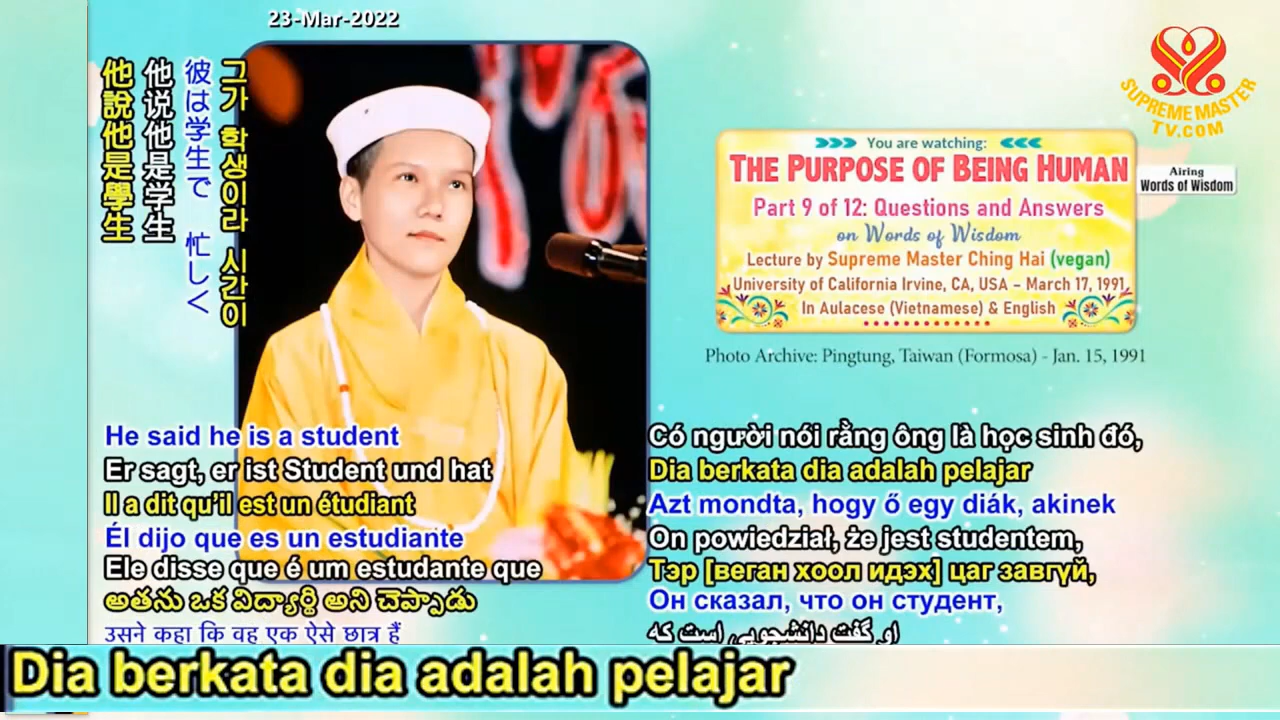 23-Mar-2022
他說他是學生
他说他是学生
彼は学生で 忙しく
그가 학생이라 시간이
SUPREME MASTER
TV.COM
You are watching:
THE PURPOSE OF BEING HUMAN
Part 9 of 12: Questions and Answers
on Words of Wisdom
Lecture by Supreme Master Ching Hai (vegan)
University of California Irvine, CA, USA – March 17, 1991
In Aulacese (Vietnamese) & English
Airing
Words of Wisdom
Photo Archive: Pingtung, Taiwan (Formosa) - Jan. 15, 1991
He said he is a student
Er sagt, er ist Student und hat
Il a dit qu'il est un étudiant
Él dijo que es un estudiante
Ele disse que é um estudante que
అతను ఒక విద్యార్థి అని చెప్పాడు
उसने कहा कि वह एक ऐसे छात्र हैं
Có người nói rằng ông là học sinh đó,
Dia berkata dia adalah pelajar
Azt mondta, hogy ő egy diák, akinek
On powiedział, że jest studentem,
Тэр [веган хоол идэх] цаг завгүй,
Он сказал, что он студент,
او گفت دانشجویی است که
Dia berkata dia adalah pelajar